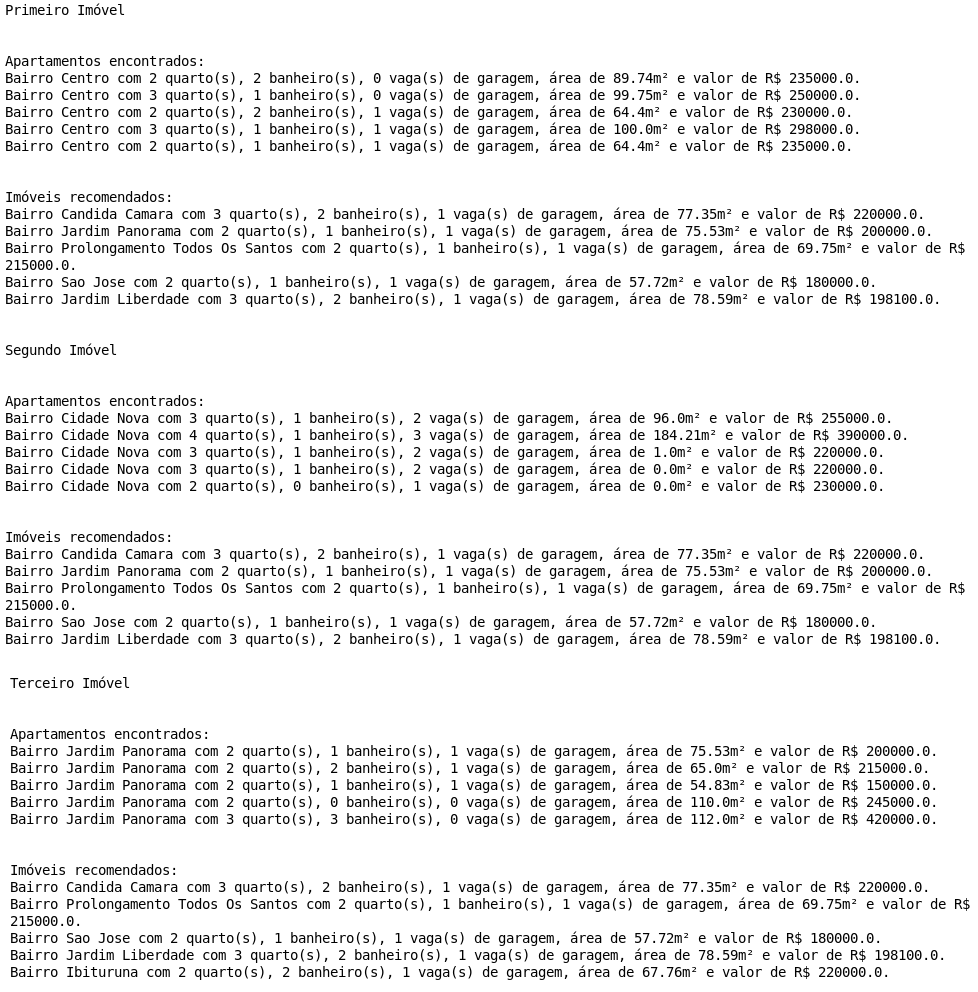 Primeiro Imóvel
Apartamentos encontrados:
Bairro Centro com 2 quarto(s), 2 banheiro(s), 0 vaga(s) de garagem, área de 89.74m² e valor de R$ 235000.0.
Bairro Centro com 3 quarto(s), 1 banheiro(s), 0 vaga(s) de garagem, área de 99.75m² e valor de R$ 250000.0.
Bairro Centro com 2 quarto(s), 2 banheiro(s), 1 vaga(s) de garagem, área de 64.4m² e valor de R$ 230000.0.
Bairro Centro com 3 quarto(s), 1 banheiro(s), 1 vaga(s) de garagem, área de 100.0m² e valor de R$ 298000.0.
Bairro Centro com 2 quarto(s), 1 banheiro(s), 1 vaga(s) de garagem, área de 64.4m² e valor de R$ 235000.0.
Imóveis recomendados:
Bairro Candida Camara com 3 quarto(s), 2 banheiro(s), 1 vaga(s) de garagem, área de 77.35m² e valor de R$ 220000.0.
Bairro Jardim Panorama com 2 quarto(s), 1 banheiro(s), 1 vaga(s) de garagem, área de 75.53m² e valor de R$ 200000.0.
Bairro Prolongamento Todos Os Santos com 2 quarto(s), 1 banheiro(s), 1 vaga(s) de garagem, área de 69.75m² e valor de R$
215000.0.
Bairro Sao Jose com 2 quarto(s), 1 banheiro(s), 1 vaga(s) de garagem, área de 57.72m² e valor de R$ 180000.0.
Bairro Jardim Liberdade com 3 quarto(s), 2 banheiro(s), 1 vaga(s) de garagem, área de 78.59m² e valor de R$ 198100.0.
Segundo Imóvel
Apartamentos encontrados:
Bairro Cidade Nova com 3 quarto(s), 1 banheiro(s), 2 vaga(s) de garagem, área de 96.0m² e valor de R$ 255000.0.
Bairro Cidade Nova com 4 quarto(s), 1 banheiro(s), 3 vaga(s) de garagem, área de 184.21m² e valor de R$ 390000.0.
Bairro Cidade Nova com 3 quarto(s), 1 banheiro(s), 2 vaga(s) de garagem, área de 1.0m² e valor de R$ 220000.0.
Bairro Cidade Nova com 3 quarto(s), 1 banheiro(s), 2 vaga(s) de garagem, área de 0.0m² e valor de R$ 220000.0.
Bairro Cidade Nova com 2 quarto(s), 0 banheiro(s), 1 vaga(s) de garagem, área de 0.0m² e valor de R$ 230000.0.
Imóveis recomendados:
Bairro Candida Camara com 3 quarto(s), 2 banheiro(s), 1 vaga(s) de garagem, área de 77.35m² e valor de R$ 220000.0.
Bairro Jardim Panorama com 2 quarto(s), 1 banheiro(s), 1 vaga(s) de garagem, área de 75.53m² e valor de R$ 200000.0.
Bairro Prolongamento Todos Os Santos com 2 quarto(s), 1 banheiro(s), 1 vaga(s) de garagem, área de 69.75m² e valor de R$
215000.0.
Bairro Sao Jose com 2 quarto(s), 1 banheiro(s), 1 vaga(s) de garagem, área de 57.72m² e valor de R$ 180000.0.
Bairro Jardim Liberdade com 3 quarto(s), 2 banheiro(s), 1 vaga(s) de garagem, área de 78.59m² e valor de R$ 198100.0.
Terceiro Imóvel
Apartamentos encontrados:
Bairro Jardim Panorama com 2 quarto(s), 1 banheiro(s), 1 vaga(s) de garagem, área de 75.53m² e valor de R$ 200000.0.
Bairro Jardim Panorama com 2 quarto(s), 2 banheiro(s), 1 vaga(s) de garagem, área de 65.0m² e valor de R$ 215000.0.
Bairro Jardim Panorama com 2 quarto(s), 1 banheiro(s), 1 vaga(s) de garagem, área de 54.83m² e valor de R$ 150000.0.
Bairro Jardim Panorama com 2 quarto(s), 0 banheiro(s), 0 vaga(s) de garagem, área de 110.0m² e valor de R$ 245000.0.
Bairro Jardim Panorama com 3 quarto(s), 3 banheiro(s), 0 vaga(s) de garagem, área de 112.0m² e valor de R$ 420000.0.
Imóveis recomendados:
Bairro Candida Camara com 3 quarto(s), 2 banheiro(s), 1 vaga(s) de garagem, área de 77.35m² e valor de R$ 220000.0.
Bairro Prolongamento Todos Os Santos com 2 quarto(s), 1 banheiro(s), 1 vaga(s) de garagem, área de 69.75m² e valor de R$
215000.0.
Bairro Sao Jose com 2 quarto(s), 1 banheiro(s), 1 vaga(s) de garagem, área de 57.72m² e valor de R$ 180000.0.
Bairro Jardim Liberdade com 3 quarto(s), 2 banheiro(s), 1 vaga(s) de garagem, área de 78.59m² e valor de R$ 198100.0.
Bairro Ibituruna com 2 quarto(s), 2 banheiro(s), 1 vaga(s) de garagem, área de 67.76m² e valor de R$ 220000.0.